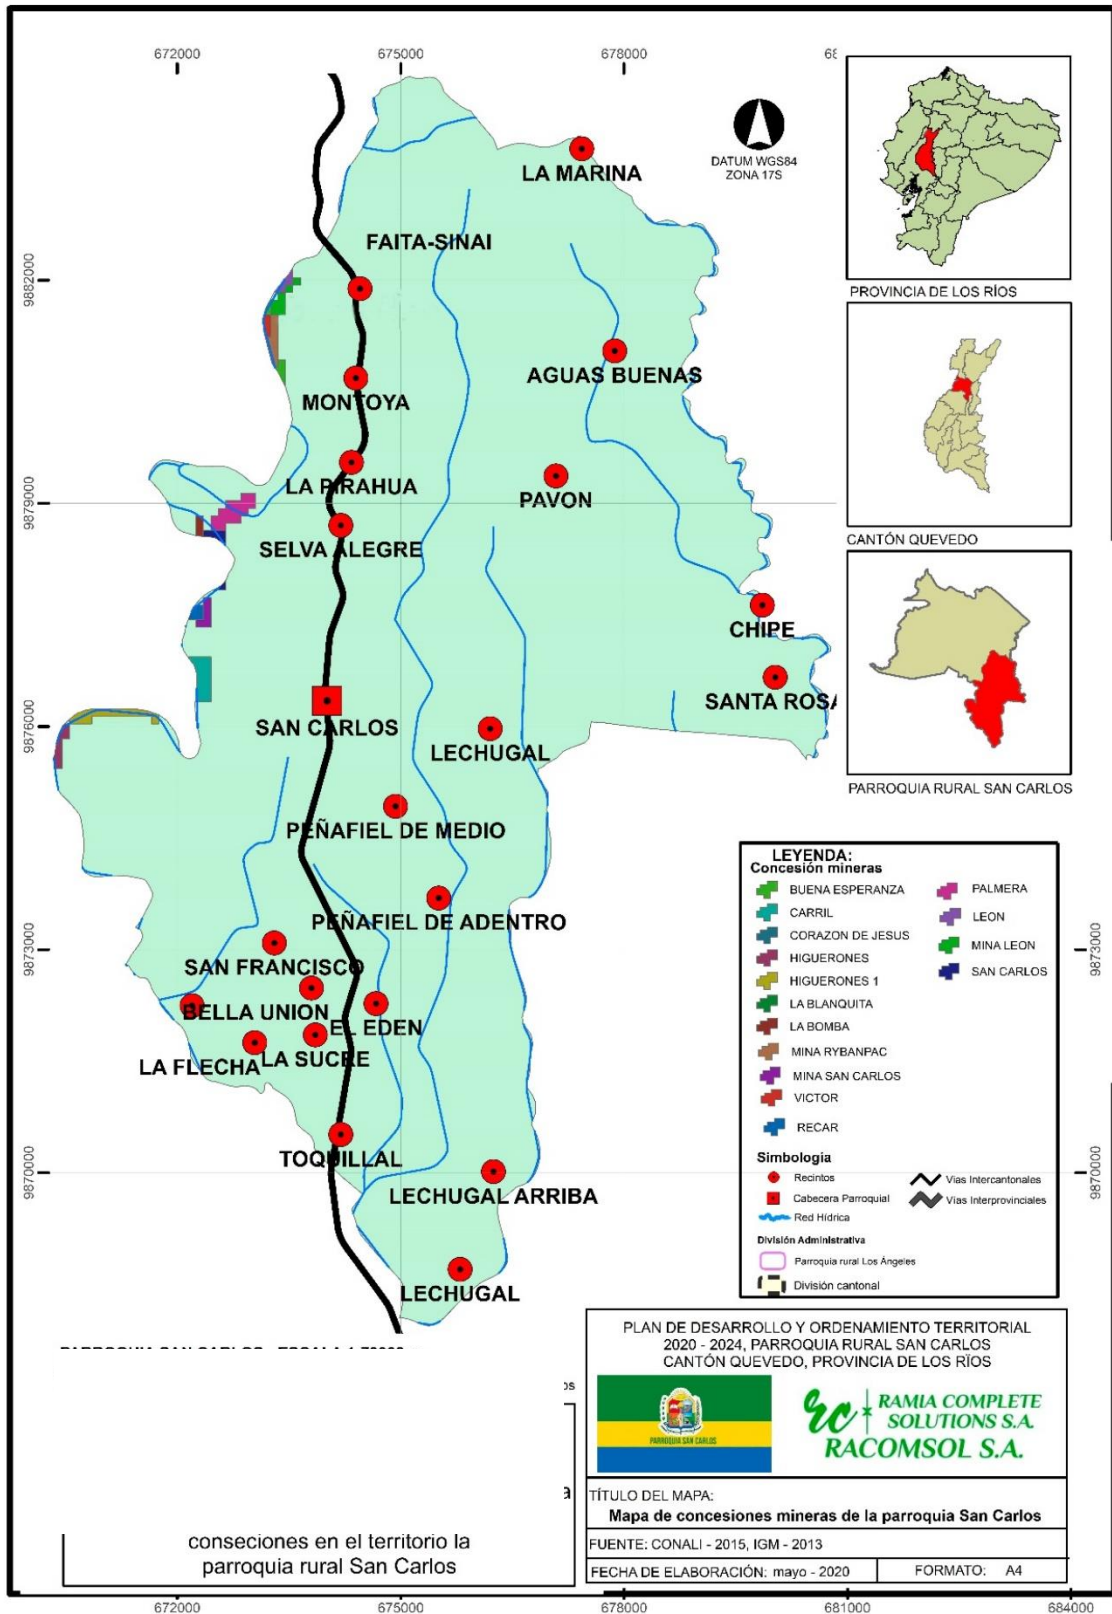 672000
675000
678000
9882000
9879000
9876000
9873000
9870000
DATUM WGS84
ZONA 17S
LA MARINA
FAITA-SINAI
AGUAS BUENAS
MONTOYA
LA PIRAHUA
PAVON
SELVA ALEGRE
CHIPE
SANTA ROSA
SAN CARLOS
LECHUGAL
PEÑAFIEL DE MEDIO
PEÑAFIEL DE ADENTRO
SAN FRANCISCO
BELLA UNION
EL EDEN
LA FLECHA
LA SUCRE
TOQUILLAL
LECHUGAL ARRIBA
LECHUGAL
PROVINCIA DE LOS RÍOS
CANTÓN QUEVEDO
PARROQUIA RURAL SAN CARLOS
LEYENDA:
Concesión mineras
BUENA ESPERANZA
CARRIL
CORAZON DE JESUS
HIGUERONES
HIGUERONES 1
LA BLANQUITA
LA BOMBA
MINA RYBANPAC
MINA SAN CARLOS
VICTOR
RECAR
PALMERA
LEON
MINA LEON
SAN CARLOS
Simbología
Recintos
Cabecera Parroquial
Red Hídrica
Vias Intercantonales
Vias Interprovinciales
División Administrativa
Parroquia rural Los Ángeles
División cantonal
9873000
9870000
conseciones en el territorio la
parroquia rural San Carlos
PLAN DE DESARROLLO Y ORDENAMIENTO TERRITORIAL
2020 - 2024, PARROQUIA RURAL SAN CARLOS
CANTÓN QUEVEDO, PROVINCIA DE LOS RÏOS
PARROQUIA SAN CARLOS
rc RAMIA COMPLETE
SOLUTIONS S.A.
RACOMSOL S.A.
TÍTULO DEL MAPA:
Mapa de concesiones mineras de la parroquia San Carlos
FUENTE: CONALI - 2015, IGM - 2013
FECHA DE ELABORACIÓN: mayo - 2020
FORMATO: A4
672000
675000
678000
681000
684000